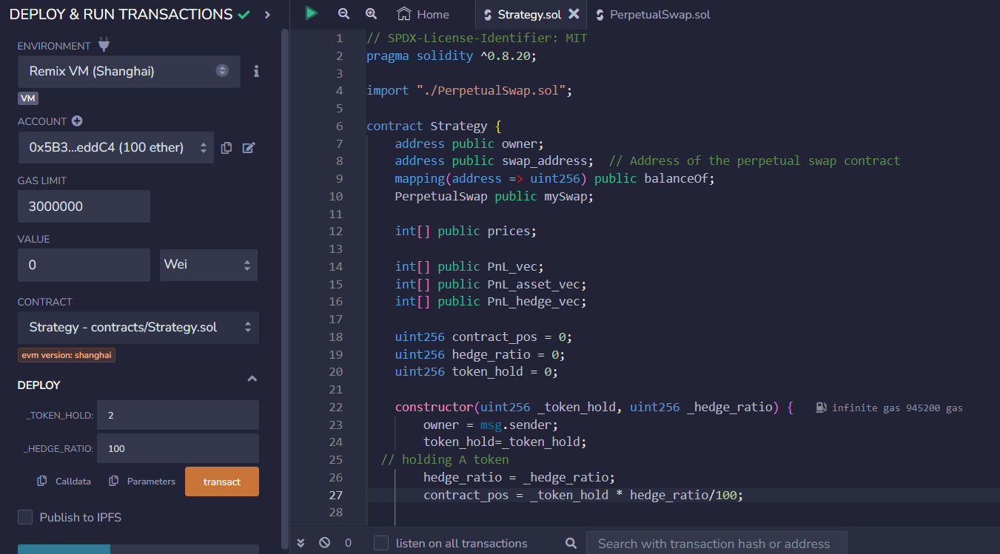 DEPLOY & RUN TRANSACTIONS
ENVIRONMENT
Remix VM (Shanghai)
VM
ACCOUNT
0x5B3...eddC4 (100 ether)
GAS LIMIT
3000000
VALUE
0
Wei
CONTRACT
Strategy - contracts/Strategy.sol
evm version: shanghai
DEPLOY
_TOKEN_HOLD:
2
_HEDGE_RATIO:
100
Calldata
Parameters
transact
Publish to IPFS
Home
Strategy.sol
PerpetualSwap.sol
1 // SPDX-License-Identifier: MIT
2 pragma solidity ^0.8.20;
3
4 import "./PerpetualSwap.sol";
5
6 contract Strategy {
7     address public owner;
8     address public swap_address;  // Address of the perpetual swap contract
9     mapping(address => uint256) public balanceOf;
10     PerpetualSwap public mySwap;
11
12     int[] public prices;
13
14     int[] public PnL_vec;
15     int[] public PnL_asset_vec;
16     int[] public PnL_hedge_vec;
17
18     uint256 contract_pos = 0;
19     uint256 hedge_ratio = 0;
20     uint256 token_hold = 0;
21
22     constructor(uint256 _token_hold, uint256 _hedge_ratio) {    infinite gas 945200 gas
23         owner = msg.sender;
24         token_hold=_token_hold;
25   // holding A token
26         hedge_ratio = _hedge_ratio;
27         contract_pos = _token_hold * hedge_ratio/100;
28
0
listen on all transactions
Search with transaction hash or address